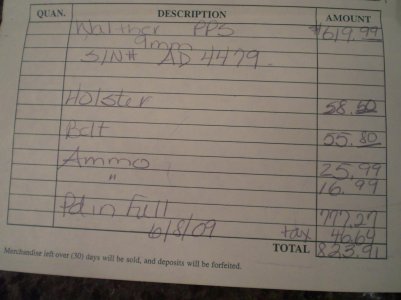 QUAN. DESCRIPTION AMOUNT
Walther PPS $619.99
9mm
S/N# AD 4479
Holster 58.50
Belt 55.80
Ammo 25.99
" 16.99
777.27
Pd in Full tax 46.64
6/8/09 TOTAL 823.91
Merchandise left over (30) days will be sold, and deposits will be forfeited.